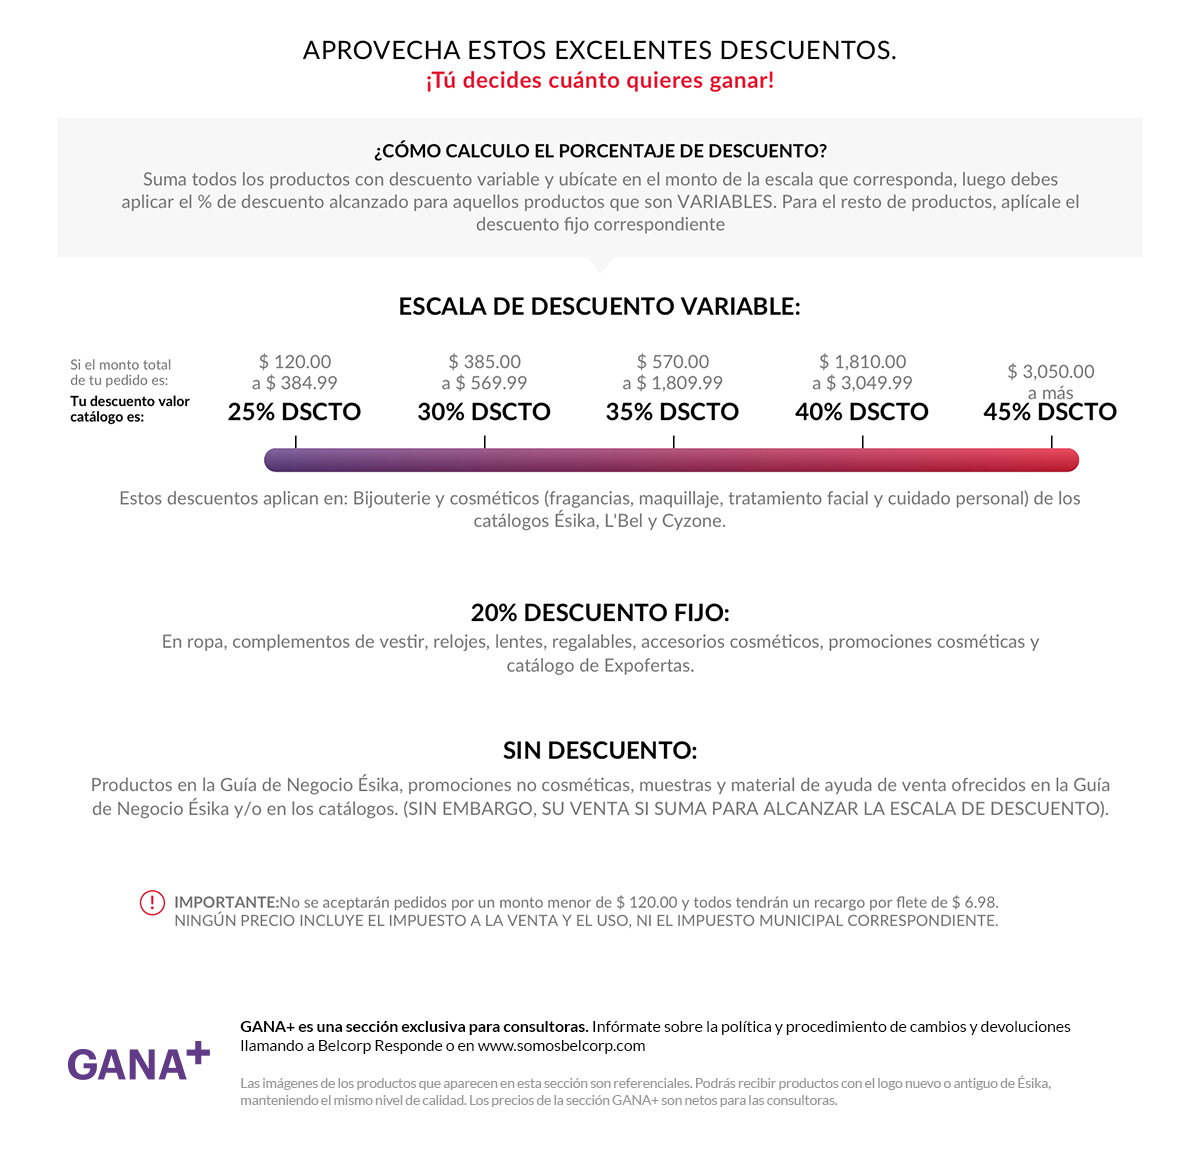 APROVECHA ESTOS EXCELENTES DESCUENTOS.
¡Tú decides cuánto quieres ganar!
¿CÓMO CALCULO EL PORCENTAJE DE DESCUENTO?
Suma todos los productos con descuento variable y ubícate en el monto de la escala que corresponda, luego debes
aplicar el % de descuento alcanzado para aquellos productos que son VARIABLES. Para el resto de productos, aplícale el
descuento fijo correspondiente
ESCALA DE DESCUENTO VARIABLE:
Si el monto total
de tu pedido es:
Tu descuento valor
catálogo es:
$ 120.00
a $ 384.99
25% DSCTO
$ 385.00
a $ 569.99
30% DSCTO
$ 570.00
a $ 1,809.99
35% DSCTO
$ 1,810.00
a $ 3,049.99
40% DSCTO
$ 3,050.00
a más
45% DSCTO
Estos descuentos aplican en: Bijouterie y cosméticos (fragancias, maquillaje, tratamiento facial y cuidado personal) de los
catálogos Ésika, L'Bel y Cyzone.
20% DESCUENTO FIJO:
En ropa, complementos de vestir, relojes, lentes, regalables, accesorios cosméticos, promociones cosméticas y
catálogo de Expofertas.
SIN DESCUENTO:
Productos en la Guía de Negocio Ésika, promociones no cosméticas, muestras y material de ayuda de venta ofrecidos en la Guía
de Negocio Ésika y/o en los catálogos. (SIN EMBARGO, SU VENTA SI SUMA PARA ALCANZAR LA ESCALA DE DESCUENTO).
! IMPORTANTE:No se aceptarán pedidos por un monto menor de $ 120.00 y todos tendrán un recargo por flete de $ 6.98.
NINGÚN PRECIO INCLUYE EL IMPUESTO A LA VENTA Y EL USO, NI EL IMPUESTO MUNICIPAL CORRESPONDIENTE.
GANA+
GANA+ es una sección exclusiva para consultoras. Infórmate sobre la política y procedimiento de cambios y devoluciones
llamando a Belcorp Responde o en www.somosbelcorp.com
Las imágenes de los productos que aparecen en esta sección son referenciales. Podrás recibir productos con el logo nuevo o antiguo de Ésika,
manteniendo el mismo nivel de calidad. Los precios de la sección GANA+ son netos para las consultoras.